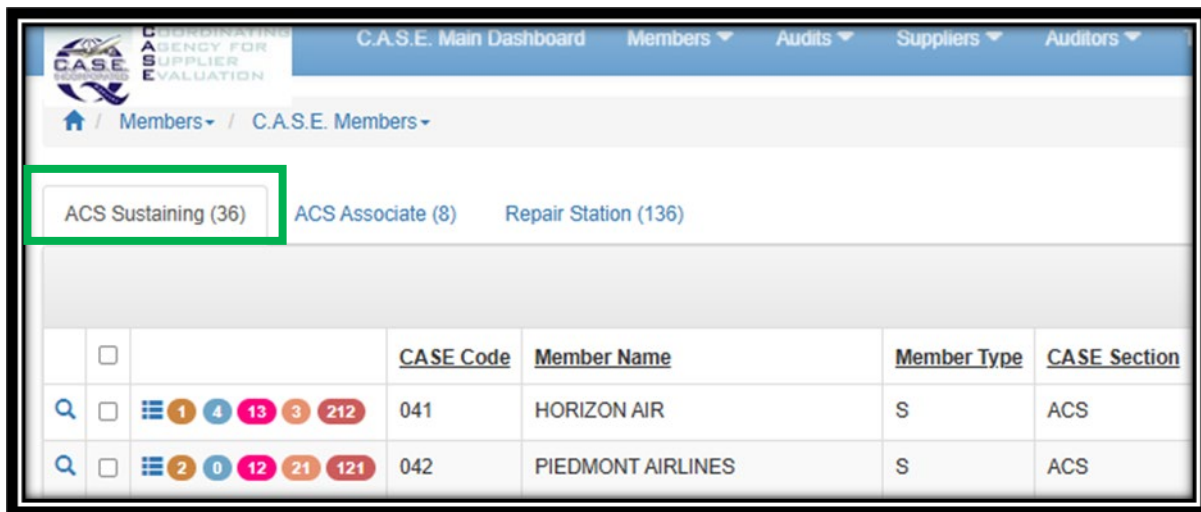 COORDINATING
AGENCY FOR
SUPPLIER
EVALUATION
C.A.S.E.
INCORPORATED
C.A.S.E. Main Dashboard Members Audits Suppliers Auditors
/ Members / C.A.S.E. Members
ACS Sustaining (36) ACS Associate (8) Repair Station (136)
CASE Code Member Name Member Type CASE Section
1 4 13 3 212 041 HORIZON AIR S ACS
2 0 12 21 121 042 PIEDMONT AIRLINES S ACS